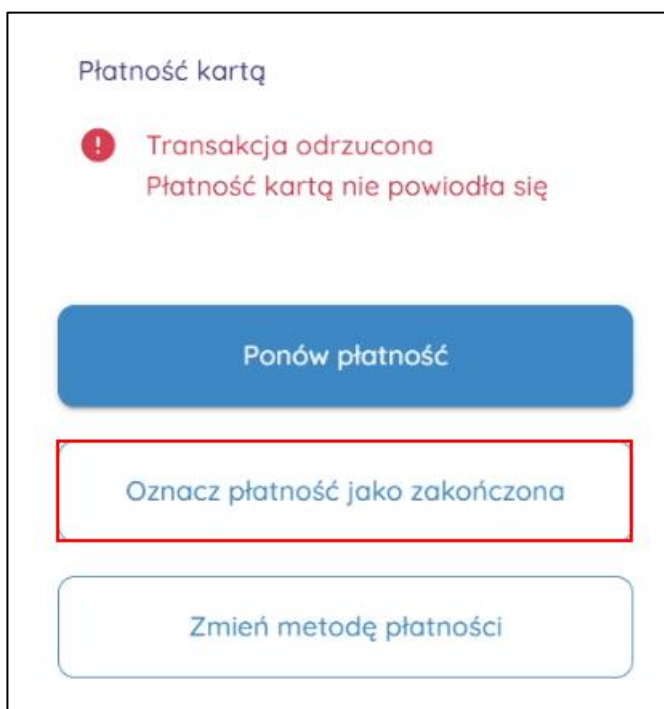 Płatność kartą
Transakcja odrzucona
Płatność kartą nie powiodła się
Ponów płatność
Oznacz płatność jako zakończona
Zmień metodę płatności